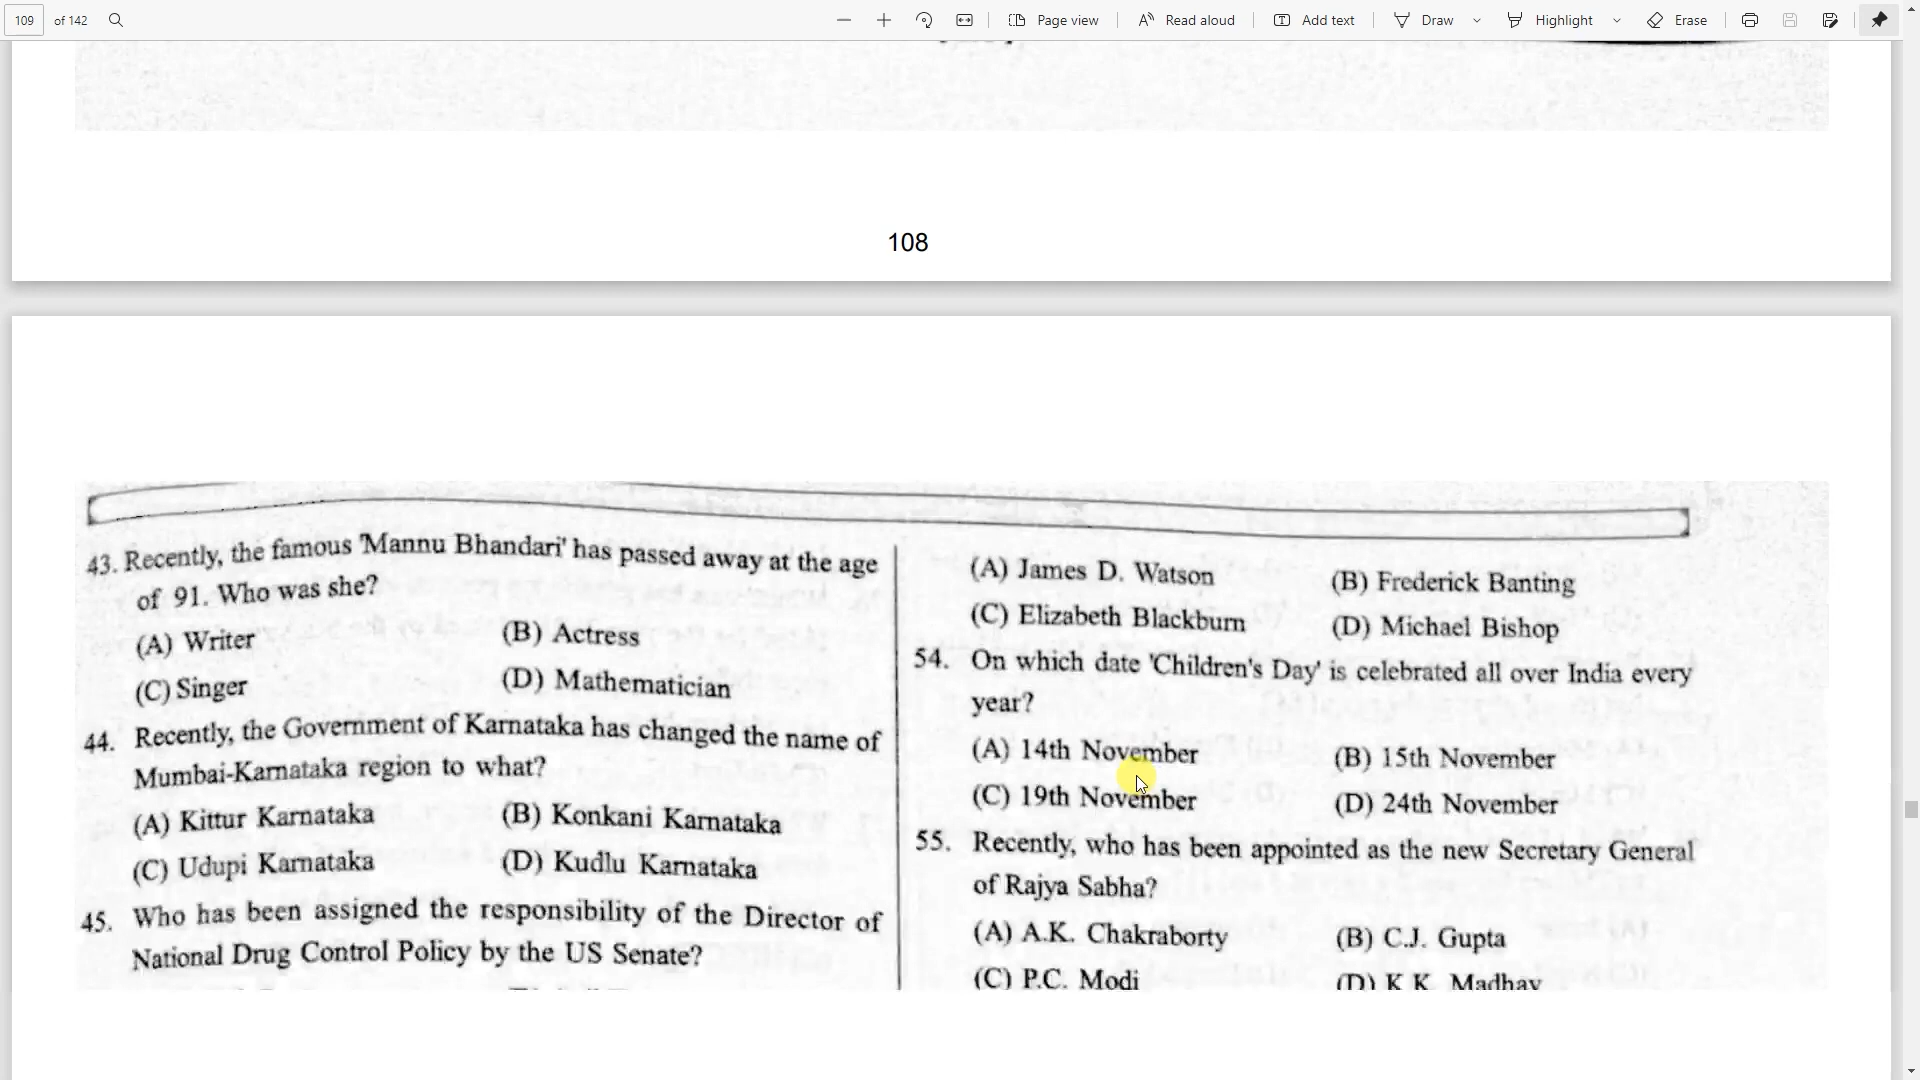 109 of 142 Page view Read aloud Add text Draw Highlight Erase
108
43. Recently, the famous 'Mannu Bhandari' has passed away at the age
of 91. Who was she?
(A) Writer (B) Actress
(C) Singer (D) Mathematician
44. Recently, the Government of Karnataka has changed the name of
Mumbai-Karnataka region to what?
(A) Kittur Karnataka (B) Konkani Karnataka
(C) Udupi Karnataka (D) Kudlu Karnataka
45. Who has been assigned the responsibility of the Director of
National Drug Control Policy by the US Senate?
(A) James D. Watson (B) Frederick Banting
(C) Elizabeth Blackburn (D) Michael Bishop
54. On which date 'Children's Day' is celebrated all over India every
year?
(A) 14th November (B) 15th November
(C) 19th November (D) 24th November
55. Recently, who has been appointed as the new Secretary General
of Rajya Sabha?
(A) A.K. Chakraborty (B) C.J. Gupta
(C) P.C. Modi (D) K.K. Madhav